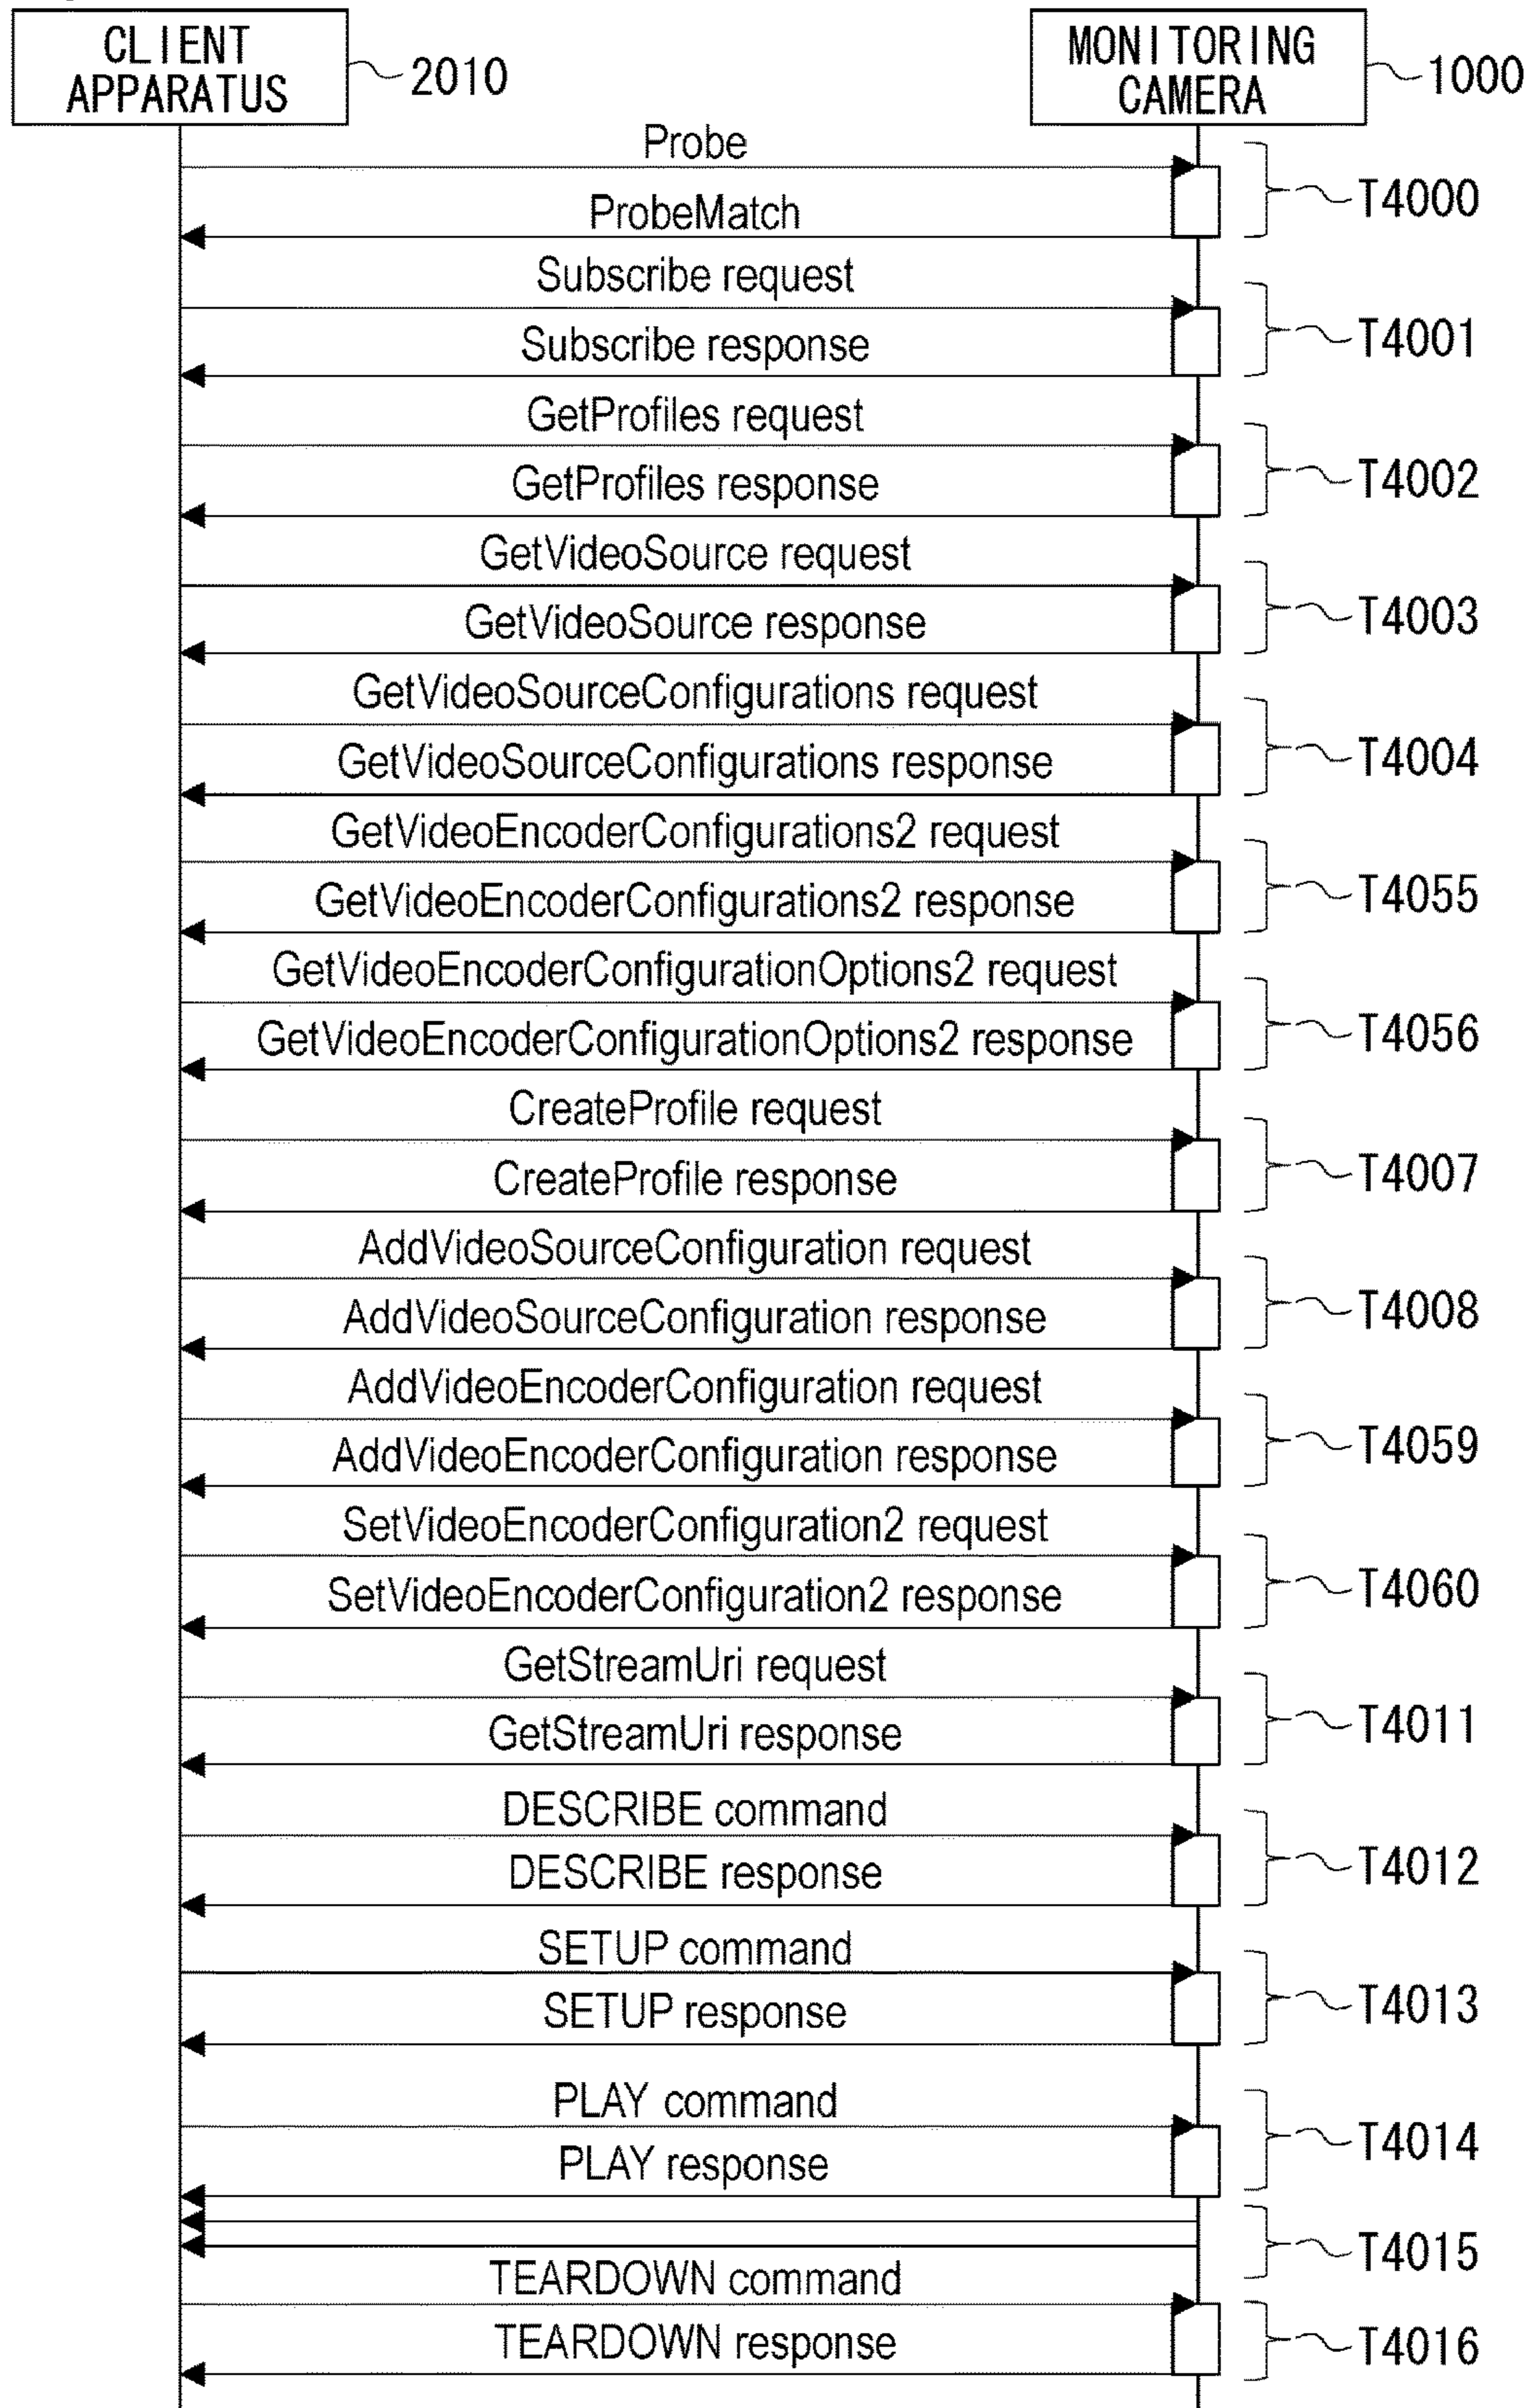 CLIENT
APPARATUS
2010
MONITORING
CAMERA
1000
Probe
ProbeMatch
T4000
Subscribe request
Subscribe response
T4001
GetProfiles request
GetProfiles response
T4002
GetVideoSource request
GetVideoSource response
T4003
GetVideoSourceConfigurations request
GetVideoSourceConfigurations response
T4004
GetVideoEncoderConfigurations2 request
GetVideoEncoderConfigurations2 response
T4055
GetVideoEncoderConfigurationOptions2 request
GetVideoEncoderConfigurationOptions2 response
T4056
CreateProfile request
CreateProfile response
T4007
AddVideoSourceConfiguration request
AddVideoSourceConfiguration response
T4008
AddVideoEncoderConfiguration request
AddVideoEncoderConfiguration response
T4059
SetVideoEncoderConfiguration2 request
SetVideoEncoderConfiguration2 response
T4060
GetStreamUri request
GetStreamUri response
T4011
DESCRIBE command
DESCRIBE response
T4012
SETUP command
SETUP response
T4013
PLAY command
PLAY response
T4014
T4015
TEARDOWN command
TEARDOWN response
T4016